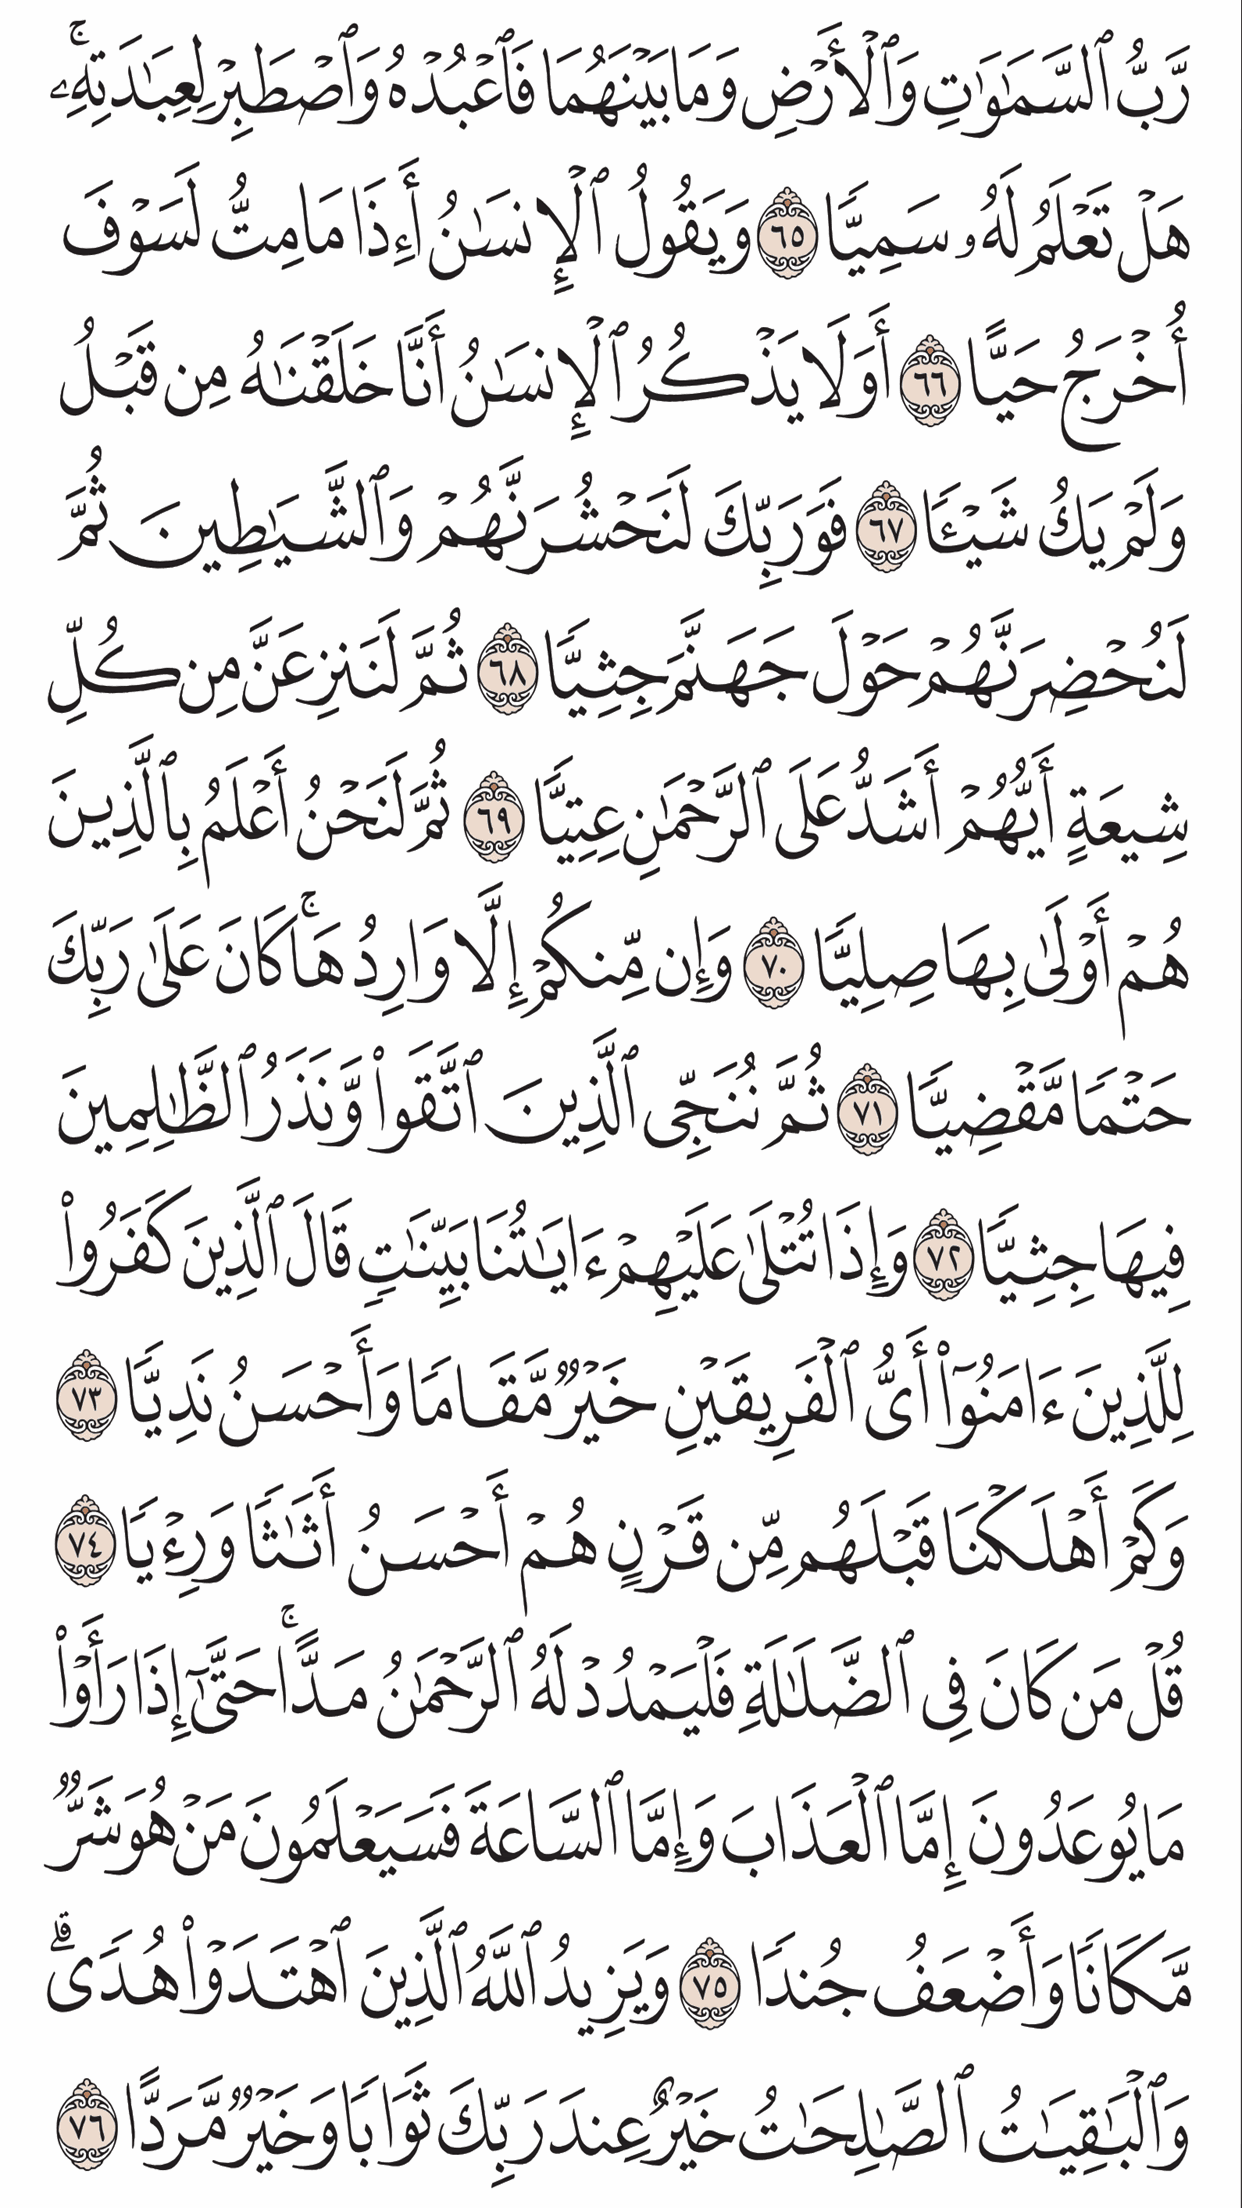 رَّبُّ ٱلسَّمَٰوَٰتِ وَٱلْأَرْضِ وَمَا بَيْنَهُمَا فَٱعْبُدْهُ وَٱصْطَبِرْ لِعِبَٰدَتِهِۦۚ
هَلْ تَعْلَمُ لَهُۥ سَمِيًّا ٦٥ وَيَقُولُ ٱلْإِنسَٰنُ أَءِذَا مَا مِتُّ لَسَوْفَ
أُخْرَجُ حَيًّا ٦٦ أَوَلَا يَذْكُرُ ٱلْإِنسَٰنُ أَنَّا خَلَقْنَٰهُ مِن قَبْلُ
وَلَمْ يَكُ شَيْـًٔا ٦٧ فَوَرَبِّكَ لَنَحْشُرَنَّهُمْ وَٱلشَّيَٰطِينَ ثُمَّ
لَنُحْضِرَنَّهُمْ حَوْلَ جَهَنَّمَ جِثِيًّا ٦٨ ثُمَّ لَنَنزِعَنَّ مِن كُلِّ
شِيعَةٍ أَيُّهُمْ أَشَدُّ عَلَى ٱلرَّحْمَٰنِ عِتِيًّا ٦٩ ثُمَّ لَنَحْنُ أَعْلَمُ بِٱلَّذِينَ
هُمْ أَوْلَىٰ بِهَا صِلِيًّا ٧٠ وَإِن مِّنكُمْ إِلَّا وَارِدُهَاۚ كَانَ عَلَىٰ رَبِّكَ
حَتْمًا مَّقْضِيًّا ٧١ ثُمَّ نُنَجِّى ٱلَّذِينَ ٱتَّقَوا۟ وَّنَذَرُ ٱلظَّٰلِمِينَ
فِيهَا جِثِيًّا ٧٢ وَإِذَا تُتْلَىٰ عَلَيْهِمْ ءَايَٰتُنَا بَيِّنَٰتٍ قَالَ ٱلَّذِينَ كَفَرُوا۟
لِلَّذِينَ ءَامَنُوٓا۟ أَىُّ ٱلْفَرِيقَيْنِ خَيْرٌ مَّقَامًا وَأَحْسَنُ نَدِيًّا ٧٣
وَكَمْ أَهْلَكْنَا قَبْلَهُم مِّن قَرْنٍ هُمْ أَحْسَنُ أَثَٰثًا وَرِءْيًا ٧٤
قُلْ مَن كَانَ فِى ٱلضَّلَٰلَةِ فَلْيَمْدُدْ لَهُ ٱلرَّحْمَٰنُ مَدًّاۚ حَتَّىٰٓ إِذَا رَأَوْا۟
مَا يُوعَدُونَ إِمَّا ٱلْعَذَابَ وَإِمَّا ٱلسَّاعَةَ فَسَيَعْلَمُونَ مَنْ هُوَ شَرٌّ
مَّكَانًا وَأَضْعَفُ جُندًا ٧٥ وَيَزِيدُ ٱللَّهُ ٱلَّذِينَ ٱهْتَدَوْا۟ هُدًىۗ
وَٱلْبَٰقِيَٰتُ ٱلصَّٰلِحَٰتُ خَيْرٌ عِندَ رَبِّكَ ثَوَابًا وَخَيْرٌ مَّرَدًّا ٧٦